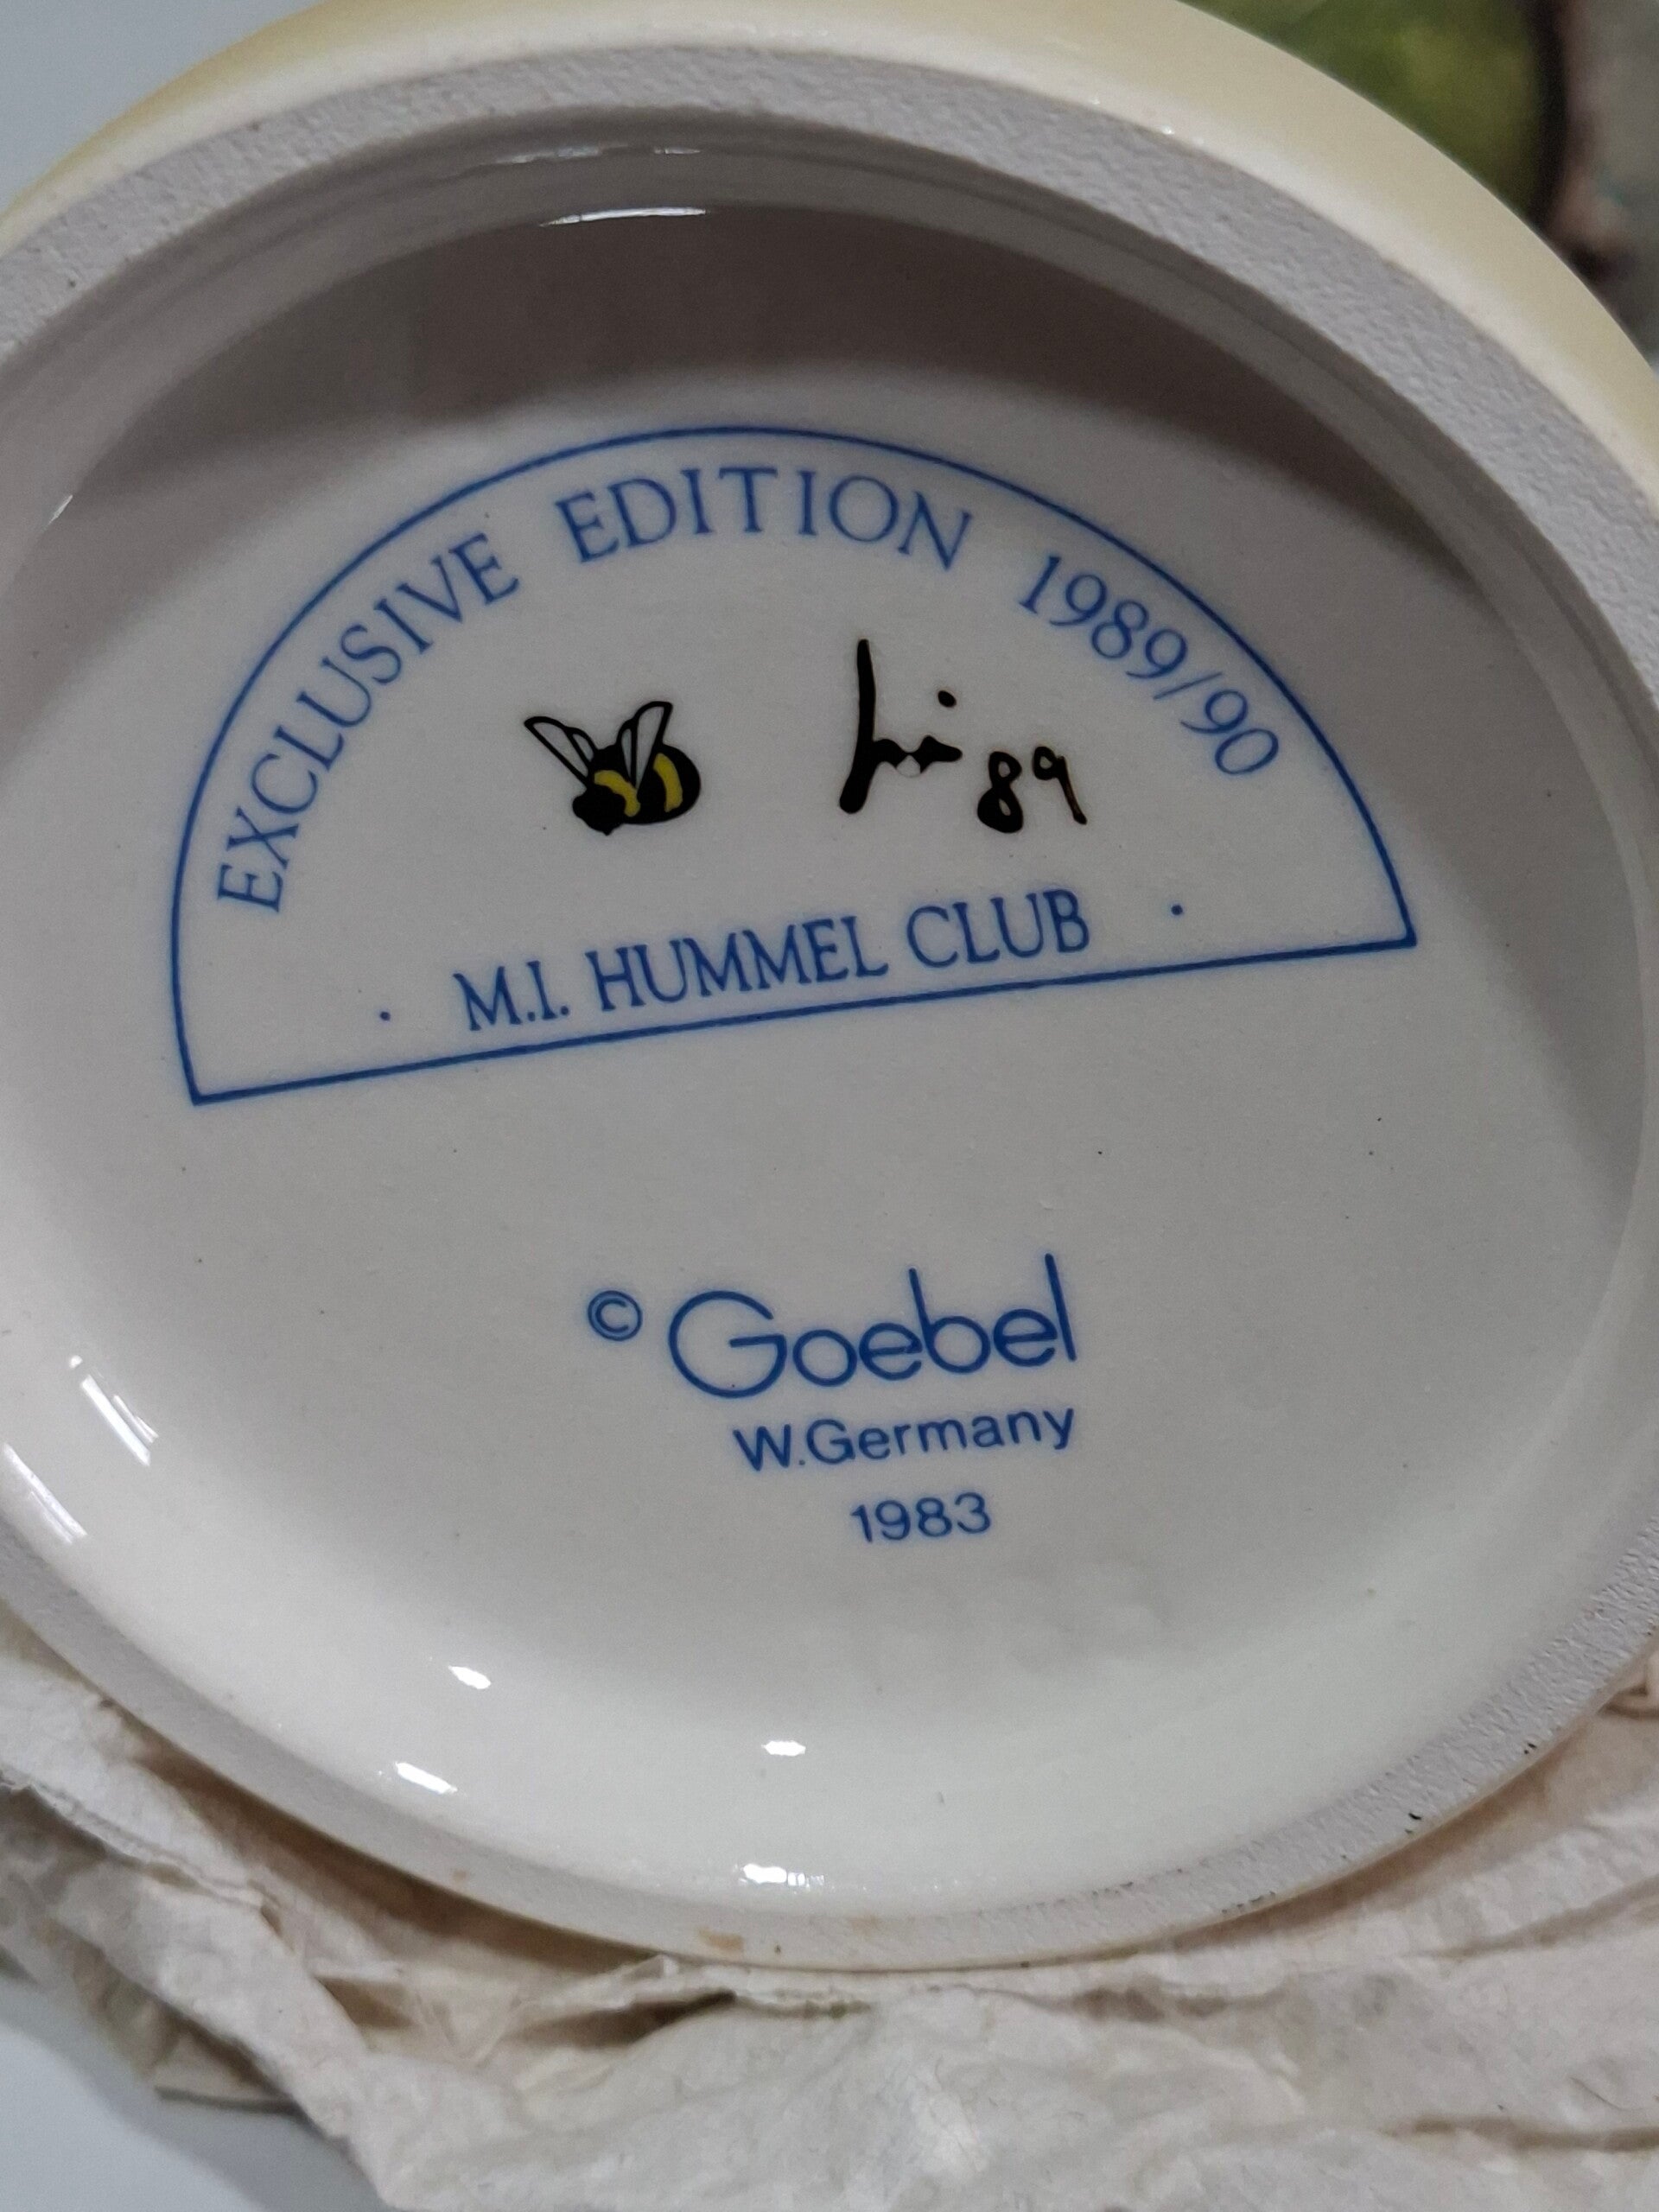 EXCLUSIVE EDITION 1989/90
89
· M.I. HUMMEL CLUB ·
© Goebel
W.Germany
1983